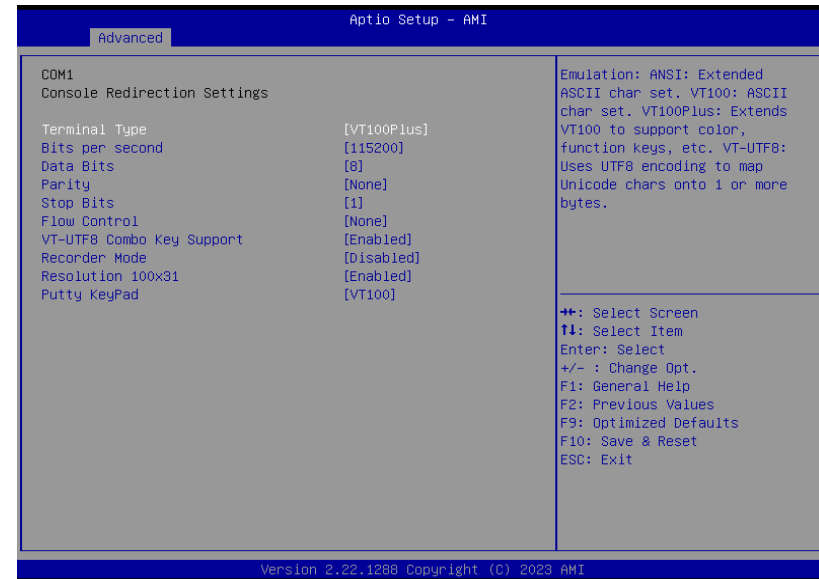 Aptio Setup – AMI
Advanced
COM1
Console Redirection Settings
Terminal Type [VT100Plus]
Bits per second [115200]
Data Bits [8]
Parity [None]
Stop Bits [1]
Flow Control [None]
VT-UTF8 Combo Key Support [Enabled]
Recorder Mode [Disabled]
Resolution 100x31 [Enabled]
Putty KeyPad [VT100]
Emulation: ANSI: Extended
ASCII char set. VT100: ASCII
char set. VT100Plus: Extends
VT100 to support color,
function keys, etc. VT-UTF8:
Uses UTF8 encoding to map
Unicode chars onto 1 or more
bytes.
→←: Select Screen
↑↓: Select Item
Enter: Select
+/- : Change Opt.
F1: General Help
F2: Previous Values
F9: Optimized Defaults
F10: Save & Reset
ESC: Exit
Version 2.22.1288 Copyright (C) 2023 AMI